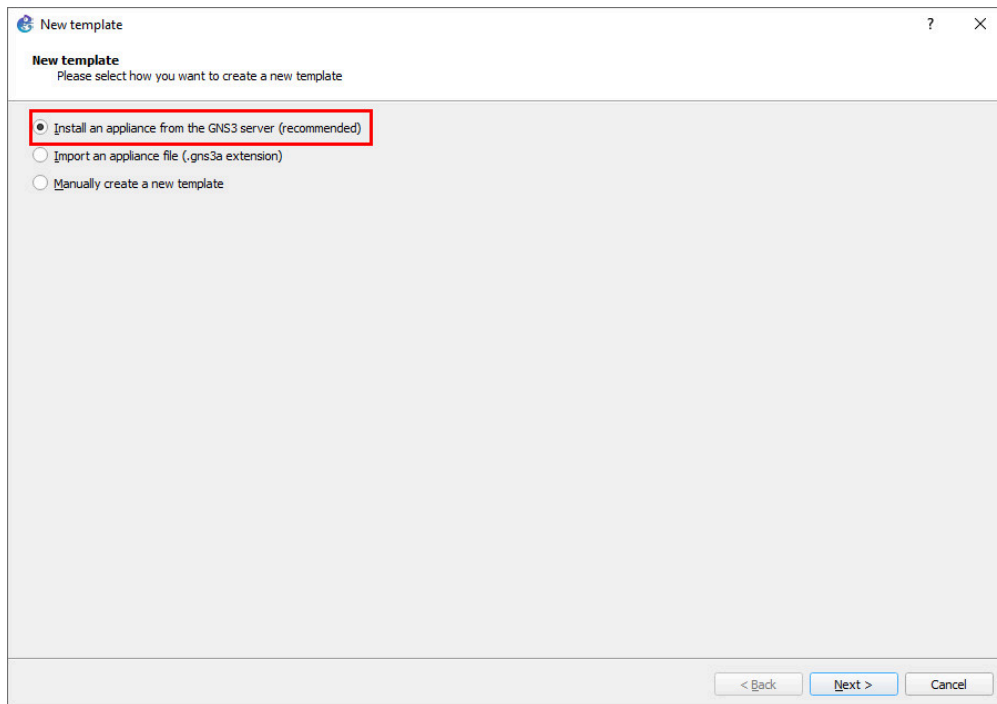 New template
?
New template
Please select how you want to create a new template
Install an appliance from the GNS3 server (recommended)
Import an appliance file (.gns3a extension)
Manually create a new template
< Back
Next >
Cancel